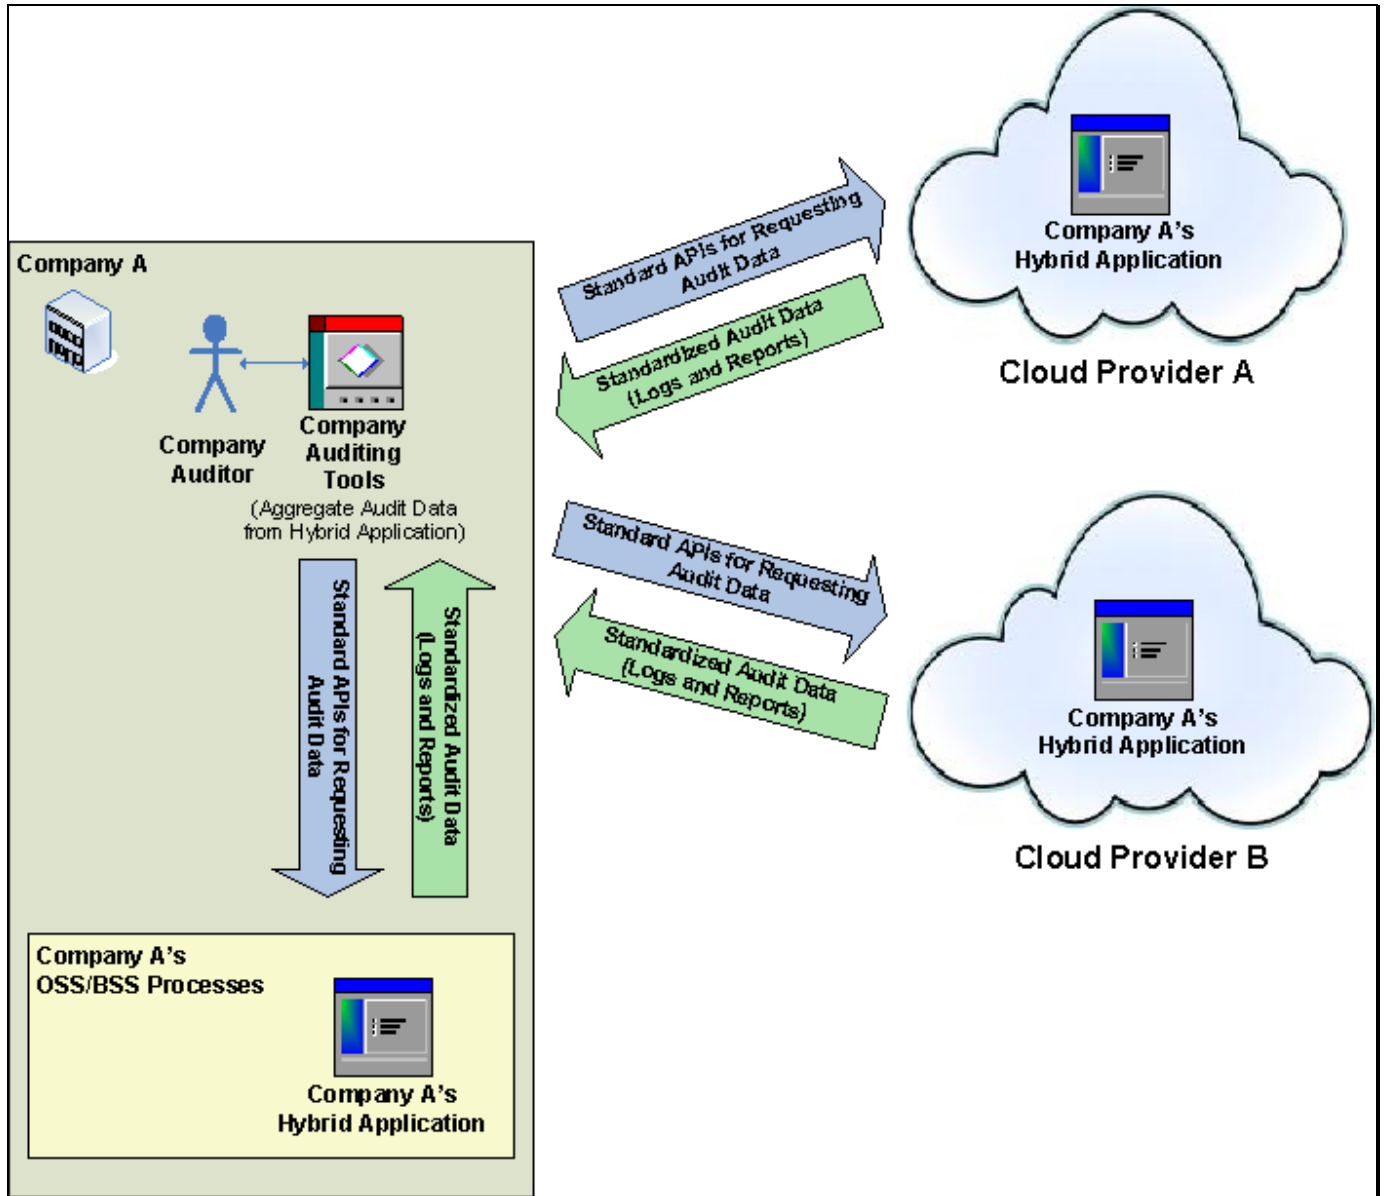 Company A
Company
Auditor
Company
Auditing
Tools
(Aggregate Audit Data
from Hybrid Application)
Standard APIs for Requesting
Audit Data
Standardized Audit Data
(Logs and Reports)
Company A's
OSS/BSS Processes
Company A's
Hybrid Application
Standard APIs for Requesting
Audit Data
Standardized Audit Data
(Logs and Reports)
Company A's
Hybrid Application
Cloud Provider A
Standard APIs for Requesting
Audit Data
Standardized Audit Data
(Logs and Reports)
Company A's
Hybrid Application
Cloud Provider B